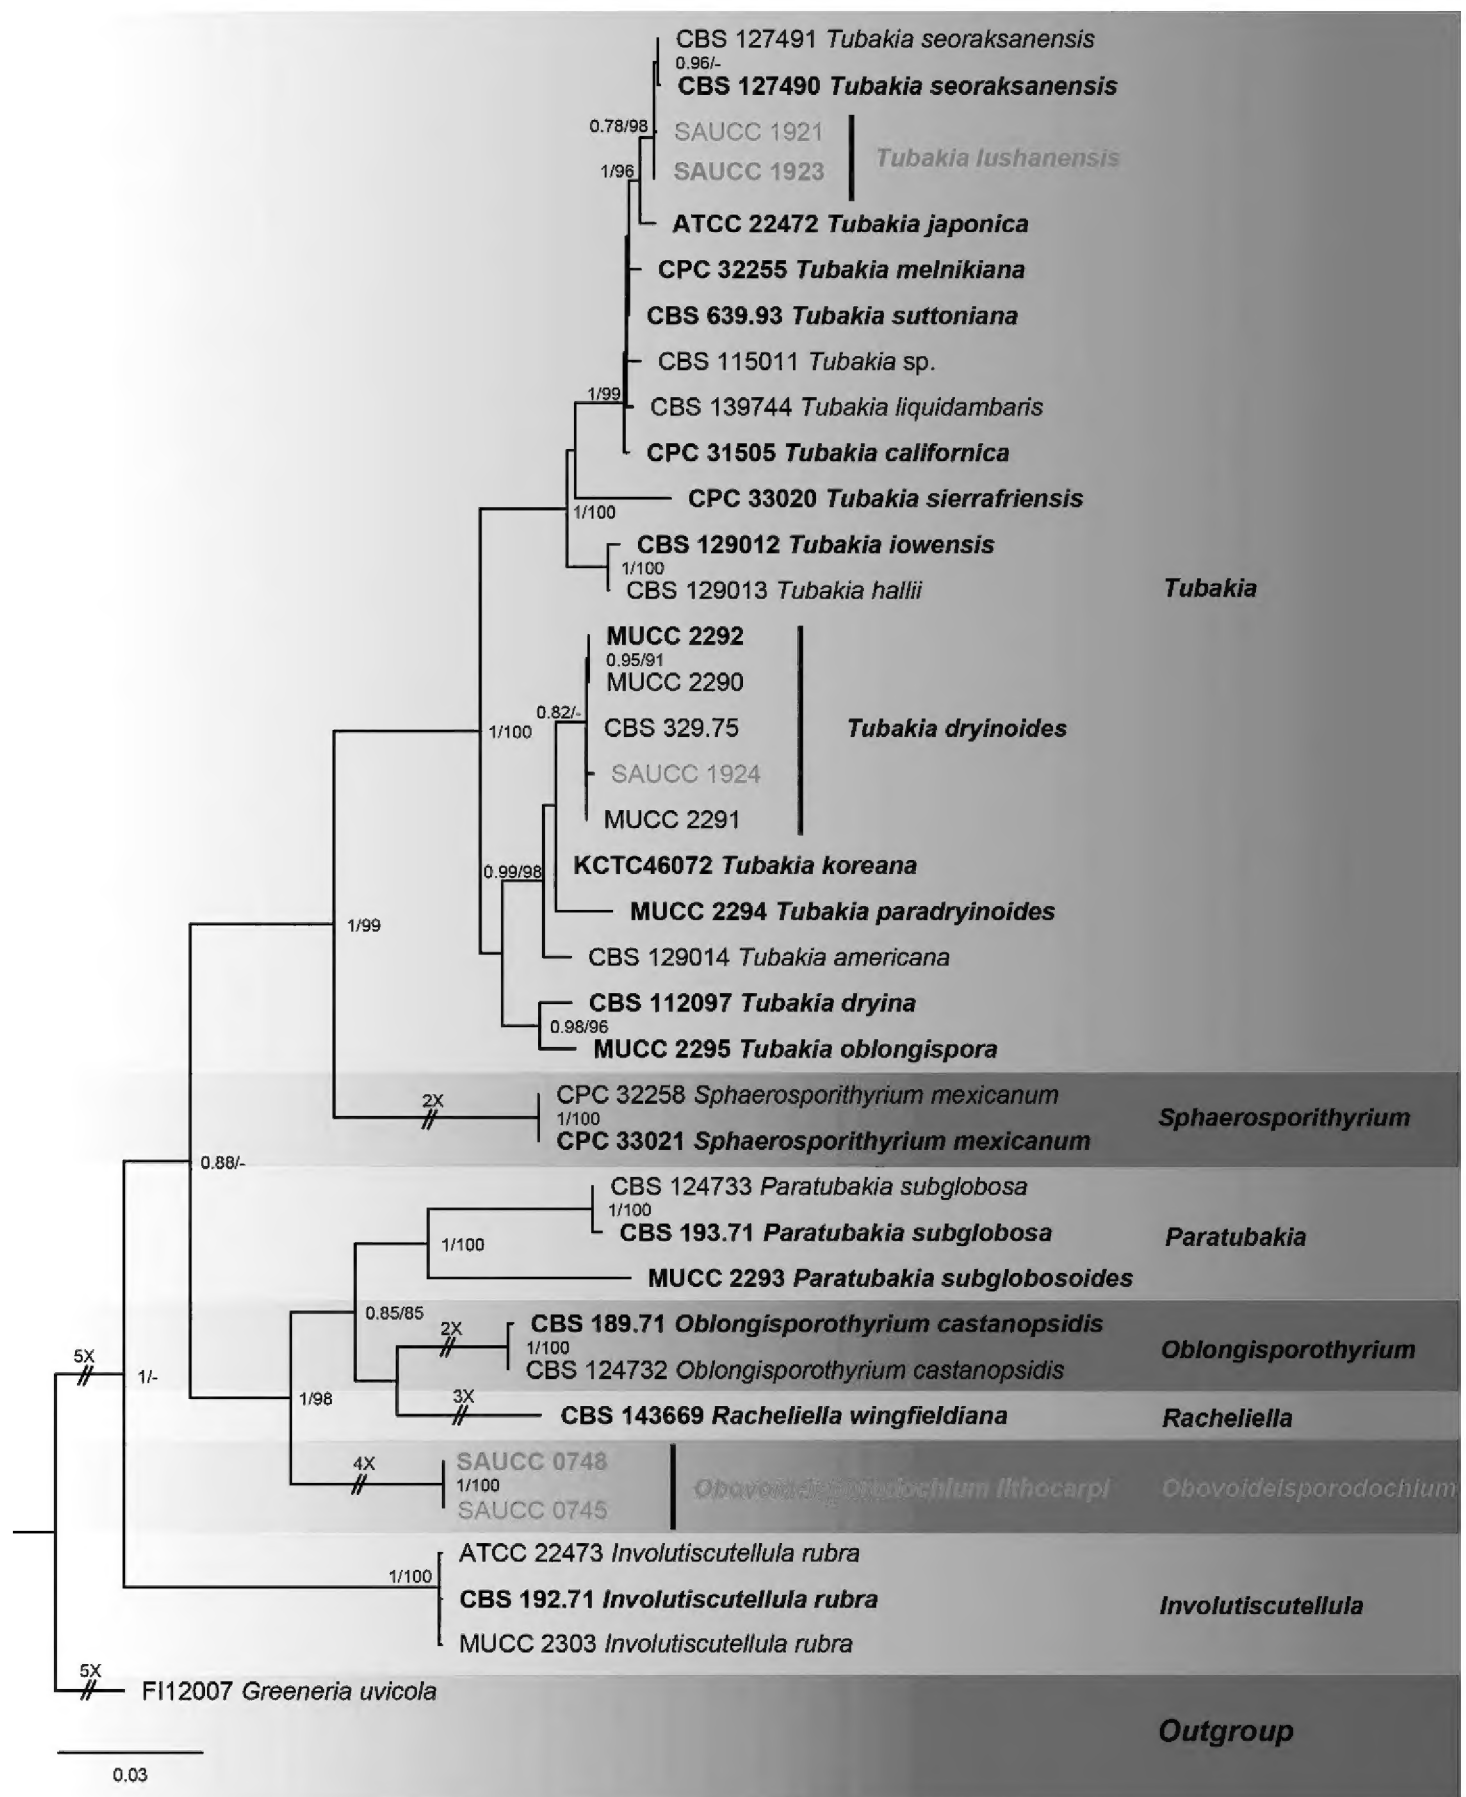 CBS 127491 Tubakia seoraksanensis
0.96/-
CBS 127490 Tubakia seoraksanensis
0.78/98
SAUCC 1921
Tubakia lushanensis
1/96
SAUCC 1923
ATCC 22472 Tubakia japonica
CPC 32255 Tubakia melnikiana
CBS 639.93 Tubakia suttoniana
CBS 115011 Tubakia sp.
1/99
CBS 139744 Tubakia liquidambaris
CPC 31505 Tubakia californica
CPC 33020 Tubakia sierrafriensis
1/100
CBS 129012 Tubakia iowensis
1/100
CBS 129013 Tubakia hallii
Tubakia
MUCC 2292
0.95/91
MUCC 2290
0.82/-
CBS 329.75
Tubakia dryinoides
1/100
SAUCC 1924
MUCC 2291
KCTC46072 Tubakia koreana
0.99/98
MUCC 2294 Tubakia paradryinoides
1/99
CBS 129014 Tubakia americana
CBS 112097 Tubakia dryina
0.98/96
MUCC 2295 Tubakia oblongispora
2X
CPC 32258 Sphaerosporithyrium mexicanum
1/100
Sphaerosporithyrium
CPC 33021 Sphaerosporithyrium mexicanum
0.88/-
CBS 124733 Paratubakia subglobosa
1/100
CBS 193.71 Paratubakia subglobosa
Paratubakia
1/100
MUCC 2293 Paratubakia subglobosoides
0.85/85
2X
CBS 189.71 Oblongisporothyrium castanopsidis
1/100
Oblongisporothyrium
5X
CBS 124732 Oblongisporothyrium castanopsidis
1/-
1/98
3X
CBS 143669 Racheliella wingfieldiana
Racheliella
4X
SAUCC 0748
1/100
Obovoideisporodochium lithocarpi
Obovoideisporodochium
SAUCC 0745
ATCC 22473 Involutiscutellula rubra
1/100
CBS 192.71 Involutiscutellula rubra
Involutiscutellula
MUCC 2303 Involutiscutellula rubra
5X
FI12007 Greeneria uvicola
Outgroup
0.03